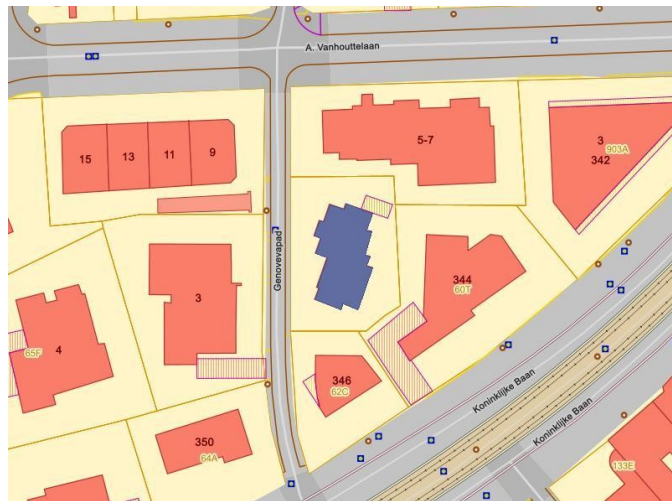 A. Vanhouttelaan
15
13
11
9
5-7
3
903A
342
Genovevapad
3
344
60T
4
65F
346
62C
Koninklijke Baan
Koninklijke Baan
350
64A
133E